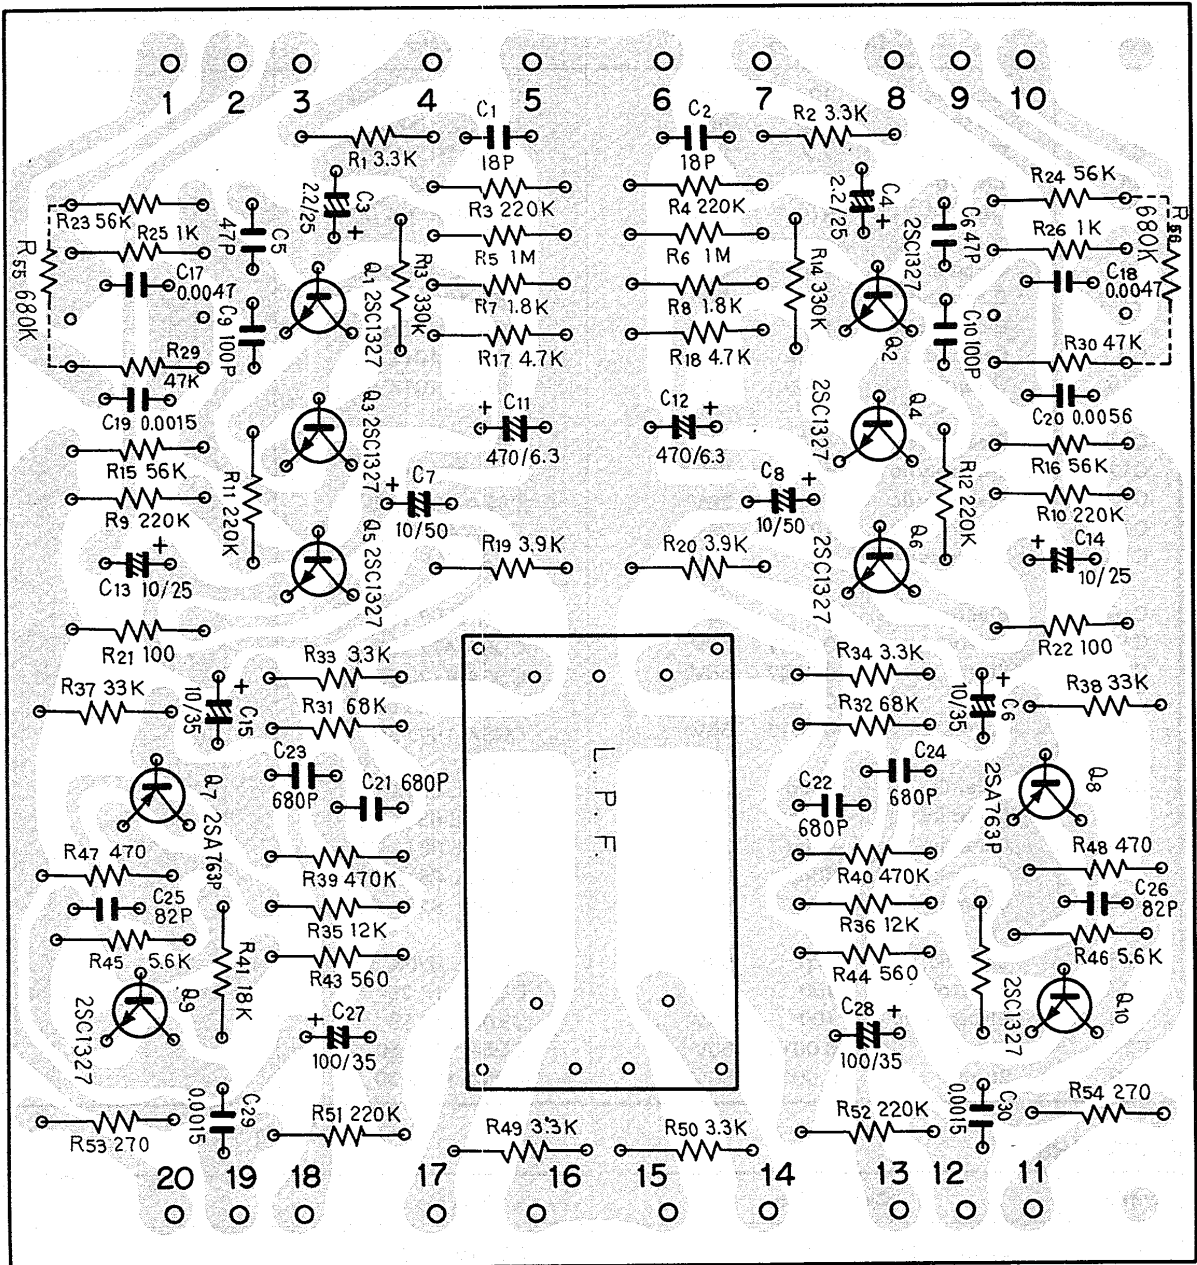 1 2 3 4 5 6 7 8 9 10
C1
18P
C2
18P
R1 3.3K
R2 3.3K
C3
2.2/25
+
R3 220K
R4 220K
C4
2.2/25
+
R23 56K
R24 56K
R25 1K
R26 1K
47P
C5
C6 47P
2SC1327
R55 680K
R56
680K
C17
0.0047
C18
0.0047
Q1 2SC1327
R13 330K
R5 1M
R6 1M
R14 330K
R7 1.8K
R8 1.8K
C9 100P
C10 100P
Q2
R17 4.7K
R18 4.7K
R29
47K
R30 47K
C19 0.0015
C20 0.0056
Q3 2SC1327
+ C11
470/6.3
C12 +
470/6.3
2SC1327
Q4
R15 56K
R16 56K
R11 220K
R12 220K
+ C7
10/50
C8 +
10/50
R9 220K
R10 220K
Q5 2SC1327
R19 3.9K
R20 3.9K
2SC1327
Q6
+
C13 10/25
+ C14
10/25
R21 100
R22 100
R33 3.3K
R34 3.3K
R37 33K
R38 33K
10/35
+
C15
R31 68K
R32 68K
10/35
+
C6
L.P.F.
C23
680P
C21 680P
C24
680P
C22
680P
Q7 2SA763P
2SA763P
Q8
R47 470
R48 470
R39 470K
R40 470K
C25
82P
C26
82P
R35 12K
R36 12K
R45 5.6K
R46 5.6K
R41 18K
R43 560
R44 560
2SC1327
Q9
2SC1327
Q10
+ C27
100/35
C28 +
100/35
0.0015
C29
0.0015
C30
R53 270
R54 270
R51 220K
R52 220K
R49 3.3K
R50 3.3K
20 19 18 17 16 15 14 13 12 11